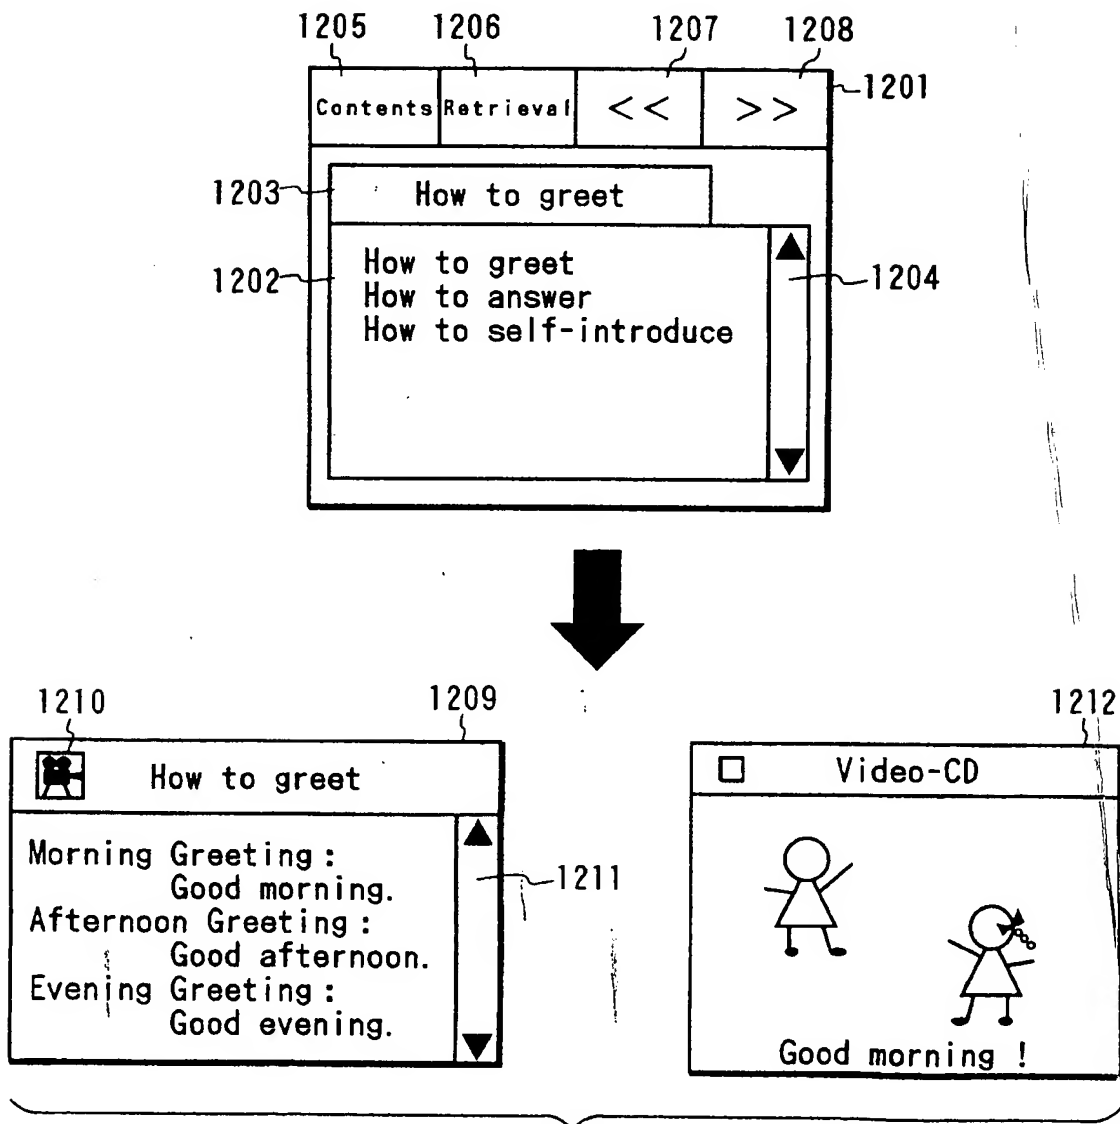 1205 1206 1207 1208
Contents Retrieval << >> 1201
1203 How to greet
How to greet
1202 How to answer 1204
How to self-introduce
1210 1209
How to greet
Morning Greeting:
Good morning.
1211
Afternoon Greeting:
Good afternoon.
Evening Greeting:
Good evening.
1212
Video-CD
Good morning !